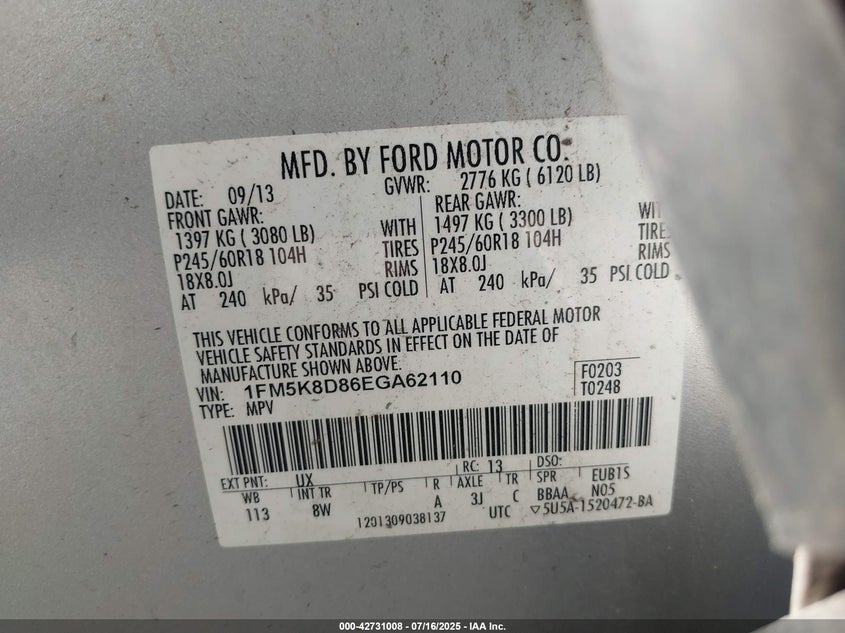 MFD. BY FORD MOTOR CO.
DATE: 09/13 GVWR: 2776 KG ( 6120 LB)
FRONT GAWR: REAR GAWR:
1397 KG ( 3080 LB) WITH 1497 KG ( 3300 LB)
P245/60R18 104H TIRES P245/60R18 104H TIRE
18X8.0J RIMS 18X8.0J RIMS
AT 240 kPa/ 35 PSI COLD AT 240 kPa/ 35 PSI COLD
THIS VEHICLE CONFORMS TO ALL APPLICABLE FEDERAL MOTOR
VEHICLE SAFETY STANDARDS IN EFFECT ON THE DATE OF
MANUFACTURE SHOWN ABOVE.
VIN: 1FM5K8D86EGA62110 F0203
TYPE: MPV T0248
EXT PNT: UX RC: 13 DSO:
WB INT TR TP/PS R AXLE TR SPR EUB1S
113 8W A 3J C BBAA N05
1201309038137 UTC ▽5U5A-1520472-BA
000-42731008 - 07/16/2025 - IAA Inc.